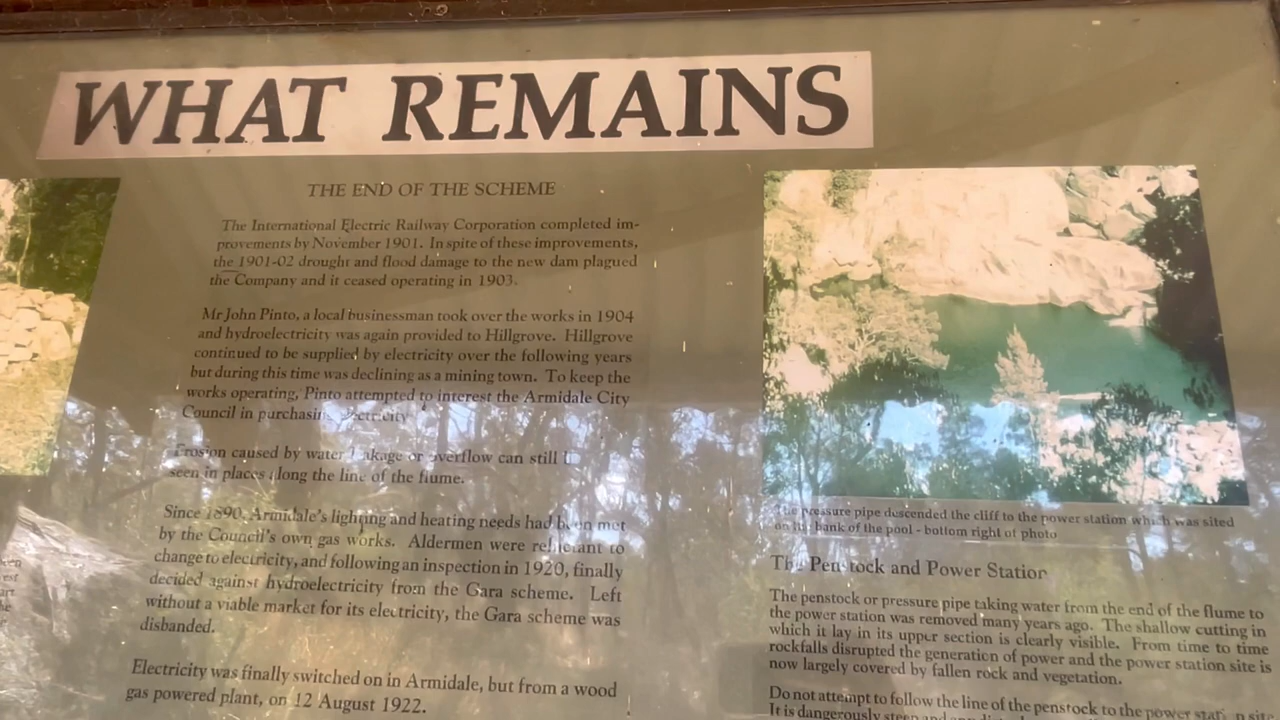 WHAT REMAINS
THE END OF THE SCHEME
The International Electric Railway Corporation completed im-
provements by November 1901. In spite of these improvements,
the 1901-02 drought and flood damage to the new dam plagued
the Company and it ceased operating in 1903.
Mr John Pinto, a local businessman took over the works in 1904
and hydroelectricity was again provided to Hillgrove. Hillgrove
continued to be supplied by electricity over the following years
but during this time was declining as a mining town. To keep the
works operating, Pinto attempted to interest the Armidale City
Council in purchasing electricity
Erosion caused by water leakage or overflow can still be
seen in places along the line of the flume.
Since 1890, Armidale's lighting and heating needs had been met
by the Council's own gas works. Aldermen were reluctant to
change to electricity, and following an inspection in 1920, finally
decided against hydroelectricity from the Gara scheme. Left
without a viable market for its electricity, the Gara scheme was
disbanded.
Electricity was finally switched on in Armidale, but from a wood
gas powered plant, on 12 August 1922.
The pressure pipe descended the cliff to the power station which was sited
on the bank of the pool - bottom right of photo
The Penstock and Power Station
The penstock or pressure pipe taking water from the end of the flume to
the power station was removed many years ago. The shallow cutting in
which it lay in its upper section is clearly visible. From time to time
rockfalls disrupted the generation of power and the power station site is
now largely covered by fallen rock and vegetation.
Do not attempt to follow the line of the penstock to the power station site
It is dangerously steep and